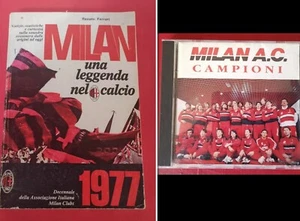 MILAN
una
leggenda
nel calcio
1977
Decennale
della Associazione Italiana
Milan Clubs
MILAN A.C.
CAMPIONI